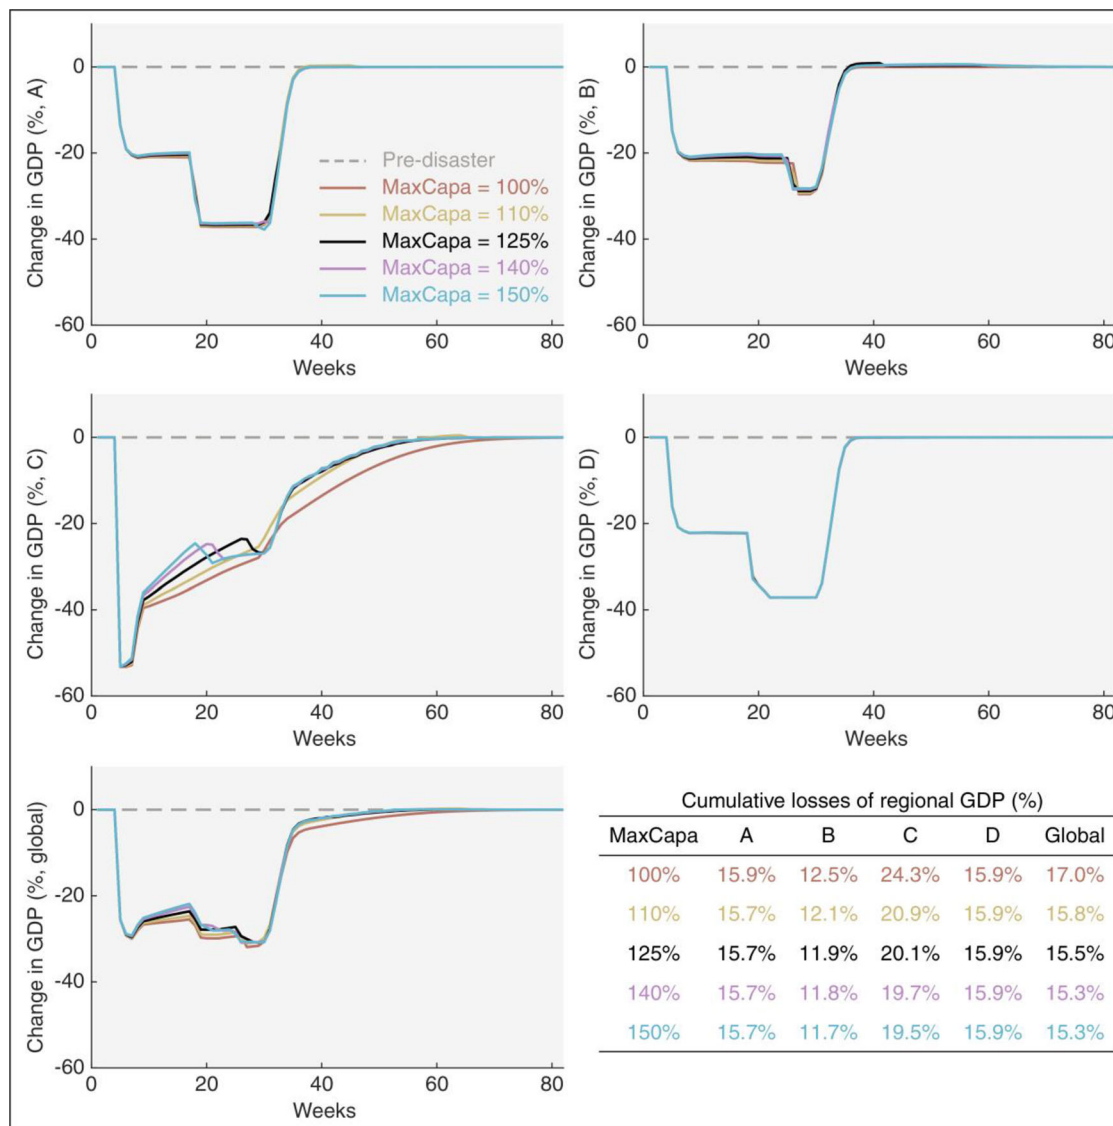 Change in GDP (%, A)
0
-20
-40
-60
0 20 40 60 80
Weeks
Pre-disaster
MaxCapa = 100%
MaxCapa = 110%
MaxCapa = 125%
MaxCapa = 140%
MaxCapa = 150%
Change in GDP (%, B)
0
-20
-40
-60
0 20 40 60 80
Weeks
Change in GDP (%, C)
0
-20
-40
-60
0 20 40 60 80
Weeks
Change in GDP (%, D)
0
-20
-40
-60
0 20 40 60 80
Weeks
Change in GDP (%, global)
0
-20
-40
-60
0 20 40 60 80
Weeks
Cumulative losses of regional GDP (%)
MaxCapa A B C D Global
100% 15.9% 12.5% 24.3% 15.9% 17.0%
110% 15.7% 12.1% 20.9% 15.9% 15.8%
125% 15.7% 11.9% 20.1% 15.9% 15.5%
140% 15.7% 11.8% 19.7% 15.9% 15.3%
150% 15.7% 11.7% 19.5% 15.9% 15.3%